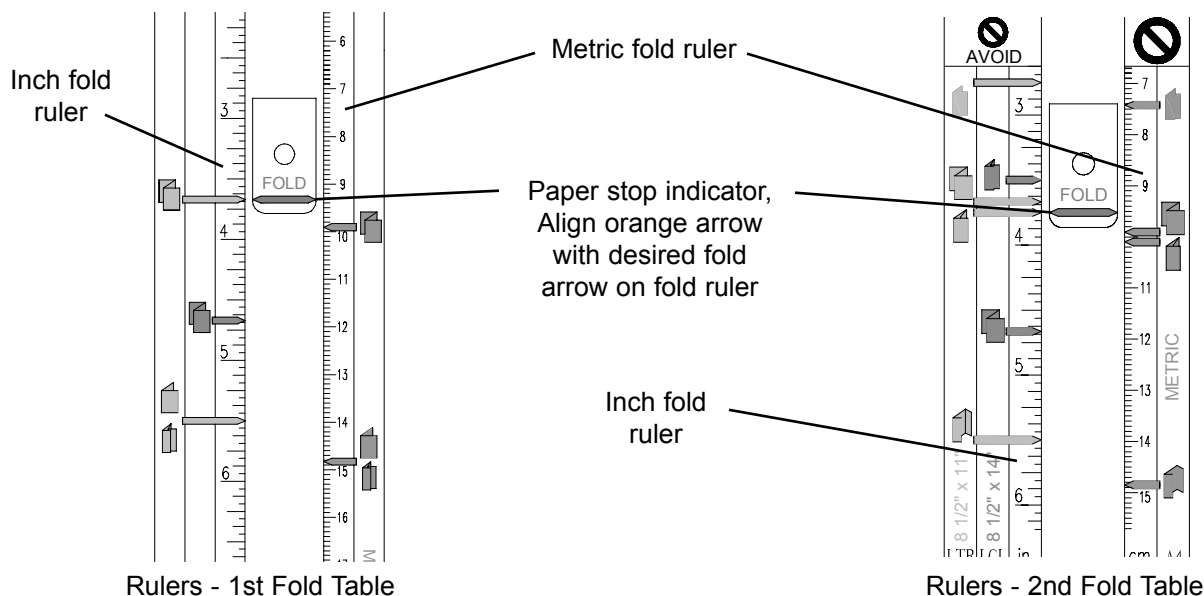 Inch fold
ruler
Metric fold ruler
Paper stop indicator,
Align orange arrow
with desired fold
arrow on fold ruler
Inch fold
ruler
FOLD
3
4
5
6
6
7
8
9
10
11
12
13
14
15
16
17
M
Rulers - 1st Fold Table
AVOID
FOLD
3
4
5
6
8 1/2" x 11"
8 1/2" x 14"
LTR
LGL
in
7
8
9
11
12
13
14
15
METRIC
cm
Rulers - 2nd Fold Table